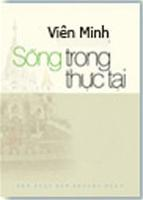 Viên Minh
Sống trong
thực tại